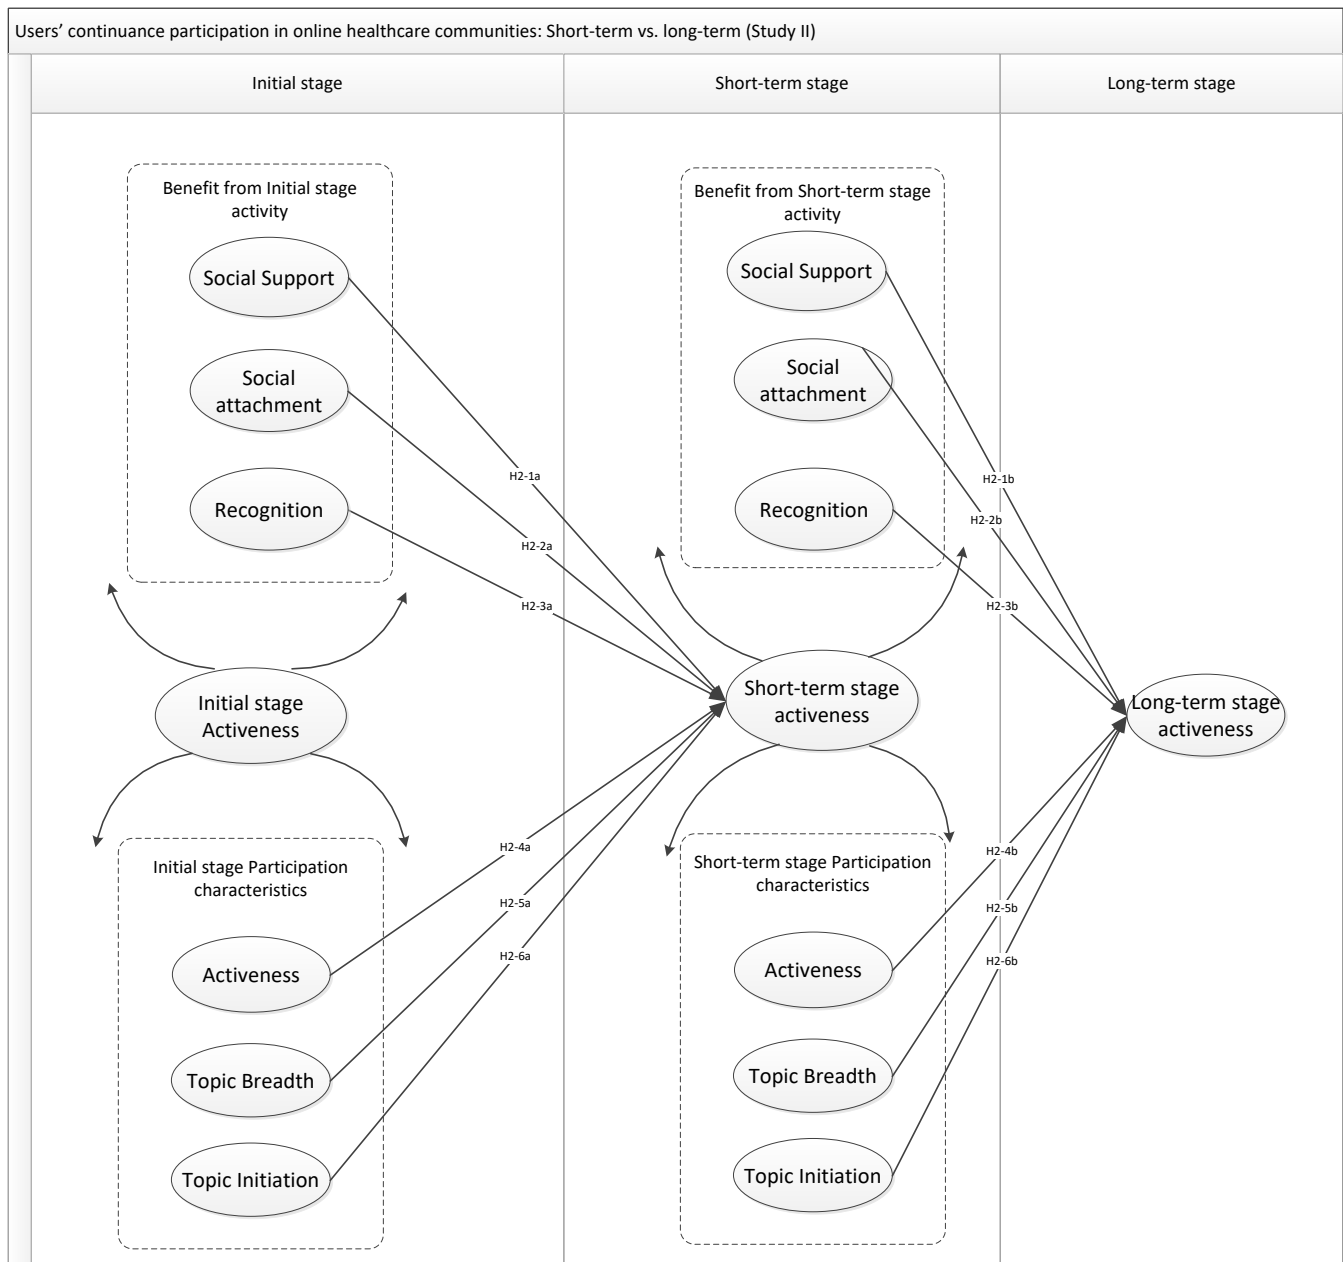 Users’ continuance participation in online healthcare communities: Short-term vs. long-term (Study II)
Initial stage
Short-term stage
Long-term stage
Benefit from Initial stage
activity
Social Support
Social
attachment
Recognition
H2-1a
H2-2a
H2-3a
Initial stage
Activeness
Initial stage Participation
characteristics
Activeness
Topic Breadth
Topic Initiation
H2-4a
H2-5a
H2-6a
Benefit from Short-term stage
activity
Social Support
Social
attachment
Recognition
H2-1b
H2-2b
H2-3b
Short-term stage
activeness
Short-term stage Participation
characteristics
Activeness
Topic Breadth
Topic Initiation
H2-4b
H2-5b
H2-6b
Long-term stage
activeness